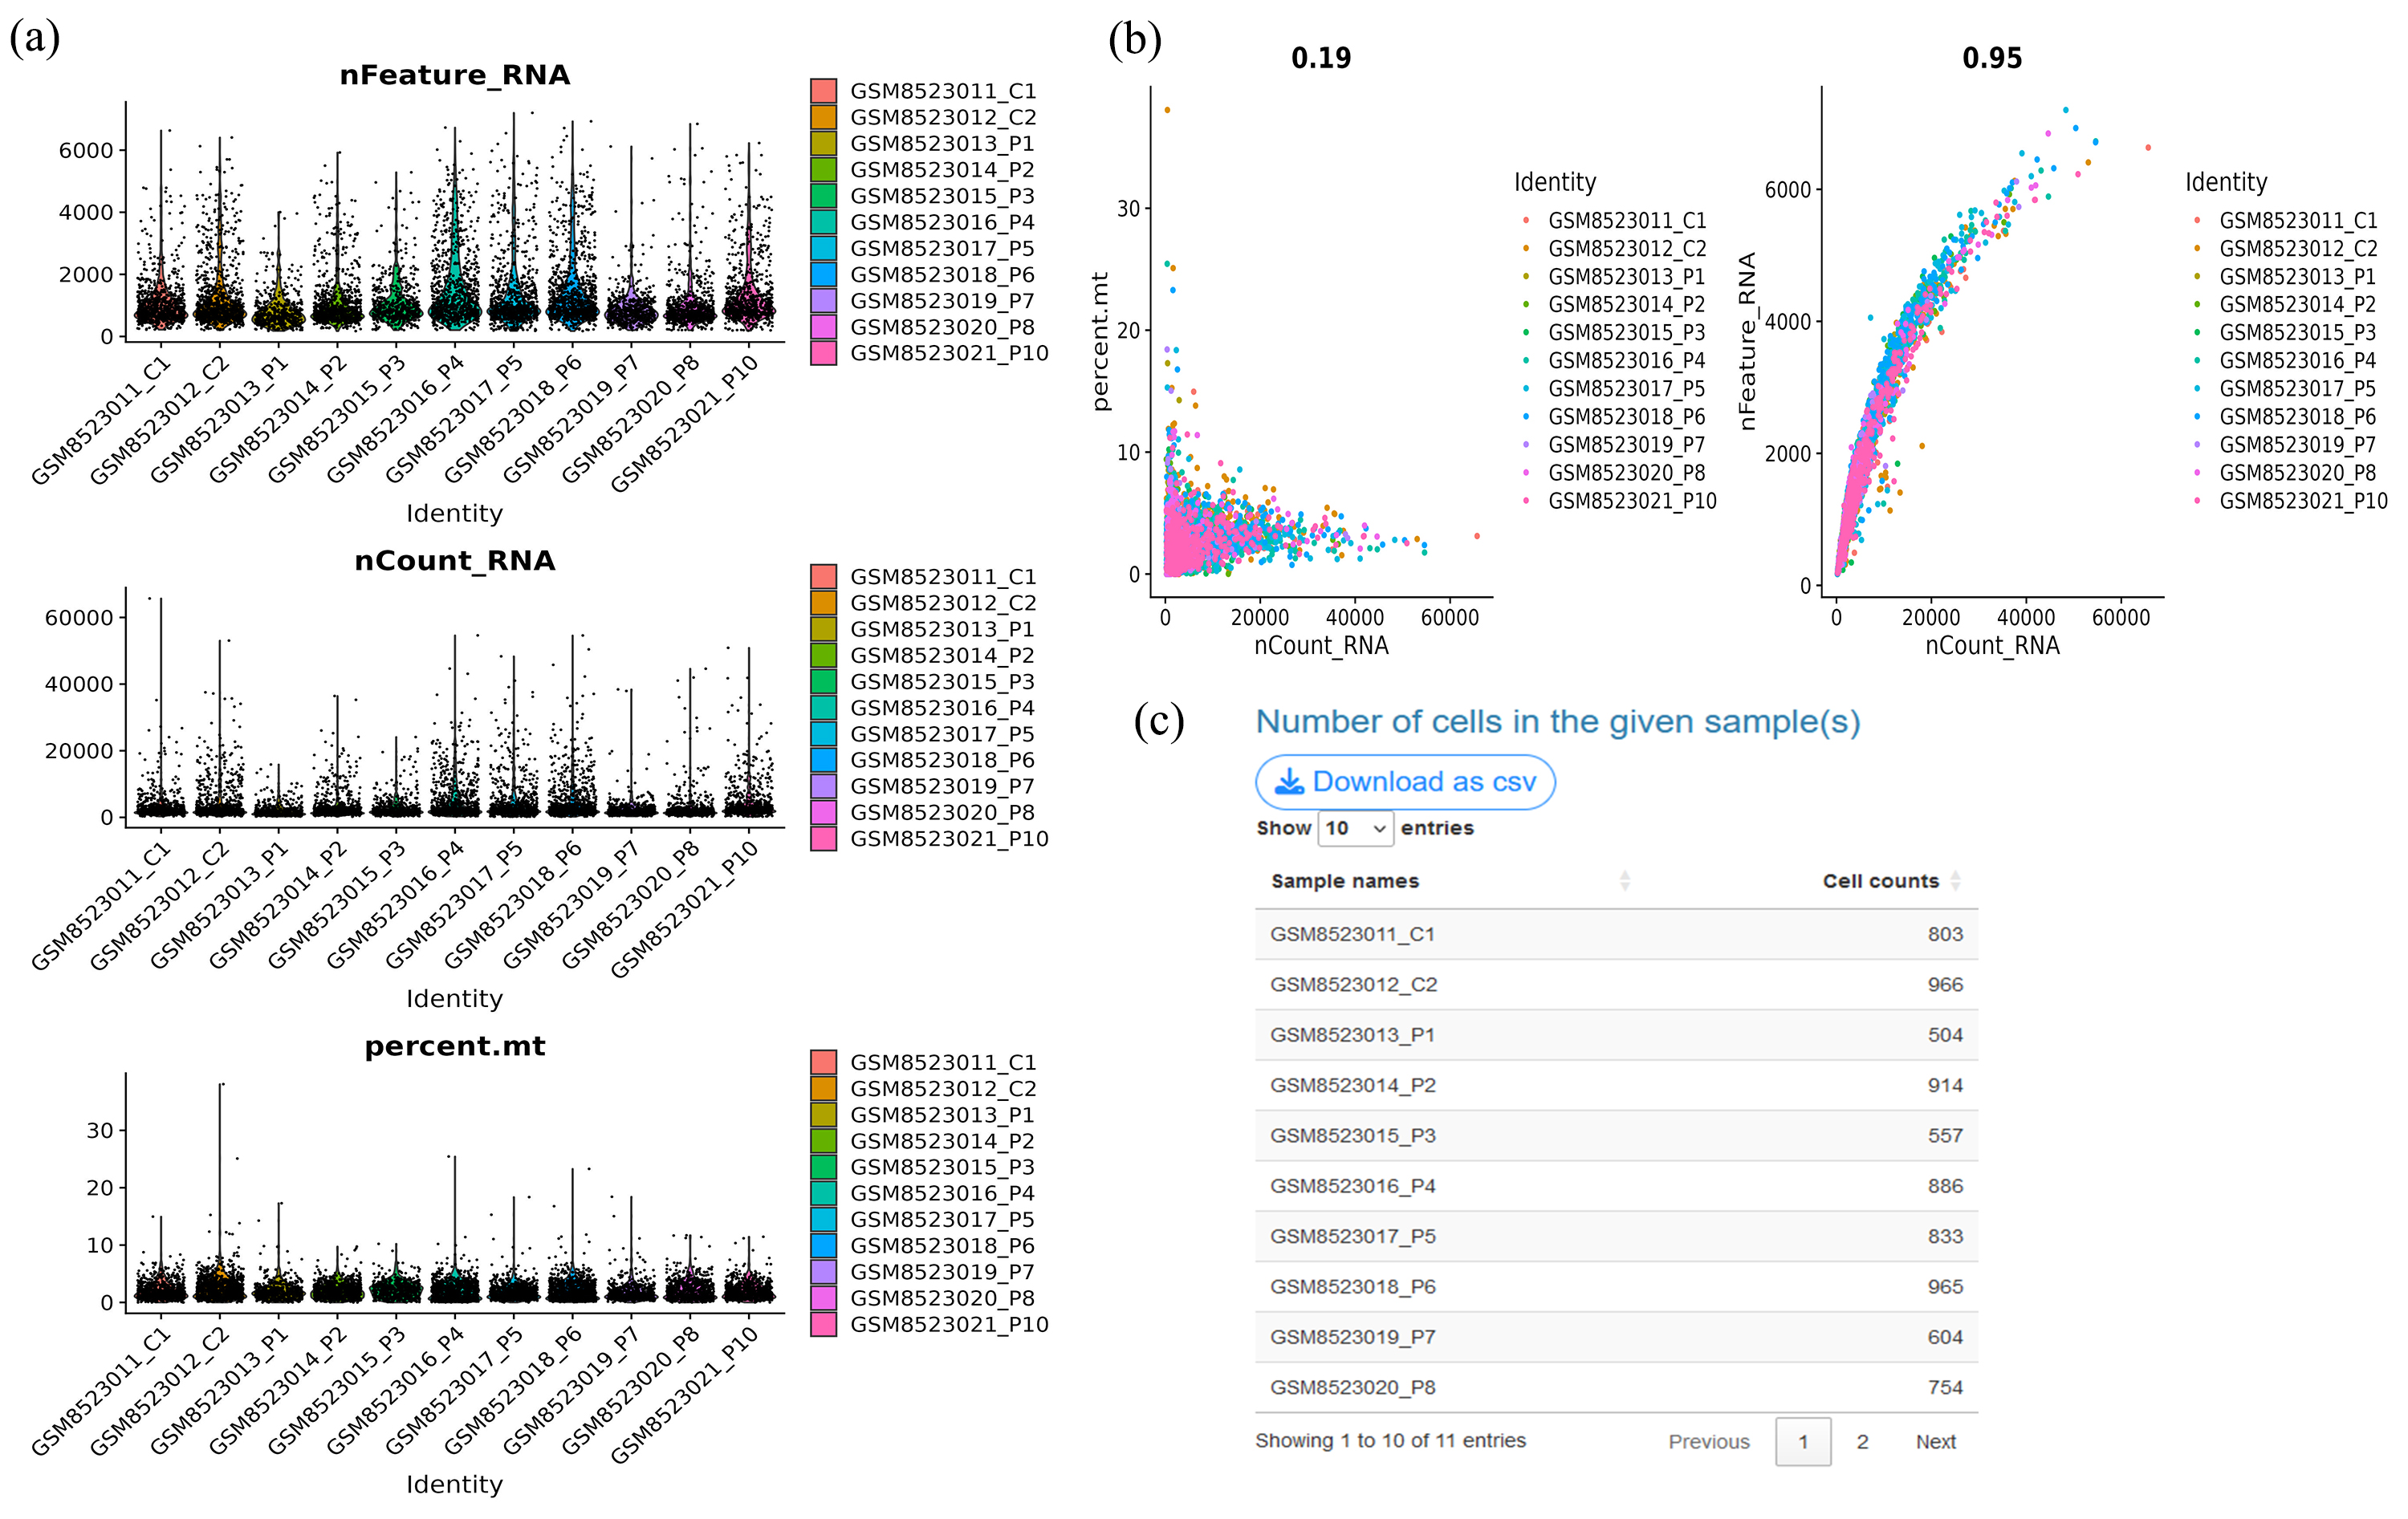 (a)
nFeature_RNA
6000
4000
2000
0
GSM8523011_C1
GSM8523012_C2
GSM8523013_P1
GSM8523014_P2
GSM8523015_P3
GSM8523016_P4
GSM8523017_P5
GSM8523018_P6
GSM8523019_P7
GSM8523020_P8
GSM8523021_P10
Identity
GSM8523011_C1
GSM8523012_C2
GSM8523013_P1
GSM8523014_P2
GSM8523015_P3
GSM8523016_P4
GSM8523017_P5
GSM8523018_P6
GSM8523019_P7
GSM8523020_P8
GSM8523021_P10
nCount_RNA
60000
40000
20000
0
GSM8523011_C1
GSM8523012_C2
GSM8523013_P1
GSM8523014_P2
GSM8523015_P3
GSM8523016_P4
GSM8523017_P5
GSM8523018_P6
GSM8523019_P7
GSM8523020_P8
GSM8523021_P10
Identity
GSM8523011_C1
GSM8523012_C2
GSM8523013_P1
GSM8523014_P2
GSM8523015_P3
GSM8523016_P4
GSM8523017_P5
GSM8523018_P6
GSM8523019_P7
GSM8523020_P8
GSM8523021_P10
percent.mt
30
20
10
0
GSM8523011_C1
GSM8523012_C2
GSM8523013_P1
GSM8523014_P2
GSM8523015_P3
GSM8523016_P4
GSM8523017_P5
GSM8523018_P6
GSM8523019_P7
GSM8523020_P8
GSM8523021_P10
Identity
GSM8523011_C1
GSM8523012_C2
GSM8523013_P1
GSM8523014_P2
GSM8523015_P3
GSM8523016_P4
GSM8523017_P5
GSM8523018_P6
GSM8523019_P7
GSM8523020_P8
GSM8523021_P10
(b)
0.19
percent.mt
30
20
10
0
0 20000 40000 60000
nCount_RNA
Identity
GSM8523011_C1
GSM8523012_C2
GSM8523013_P1
GSM8523014_P2
GSM8523015_P3
GSM8523016_P4
GSM8523017_P5
GSM8523018_P6
GSM8523019_P7
GSM8523020_P8
GSM8523021_P10
0.95
nFeature_RNA
6000
4000
2000
0
0 20000 40000 60000
nCount_RNA
Identity
GSM8523011_C1
GSM8523012_C2
GSM8523013_P1
GSM8523014_P2
GSM8523015_P3
GSM8523016_P4
GSM8523017_P5
GSM8523018_P6
GSM8523019_P7
GSM8523020_P8
GSM8523021_P10
(c)
Number of cells in the given sample(s)
Download as csv
Show 10 entries
Sample names Cell counts
GSM8523011_C1 803
GSM8523012_C2 966
GSM8523013_P1 504
GSM8523014_P2 914
GSM8523015_P3 557
GSM8523016_P4 886
GSM8523017_P5 833
GSM8523018_P6 965
GSM8523019_P7 604
GSM8523020_P8 754
Showing 1 to 10 of 11 entries Previous 1 2 Next